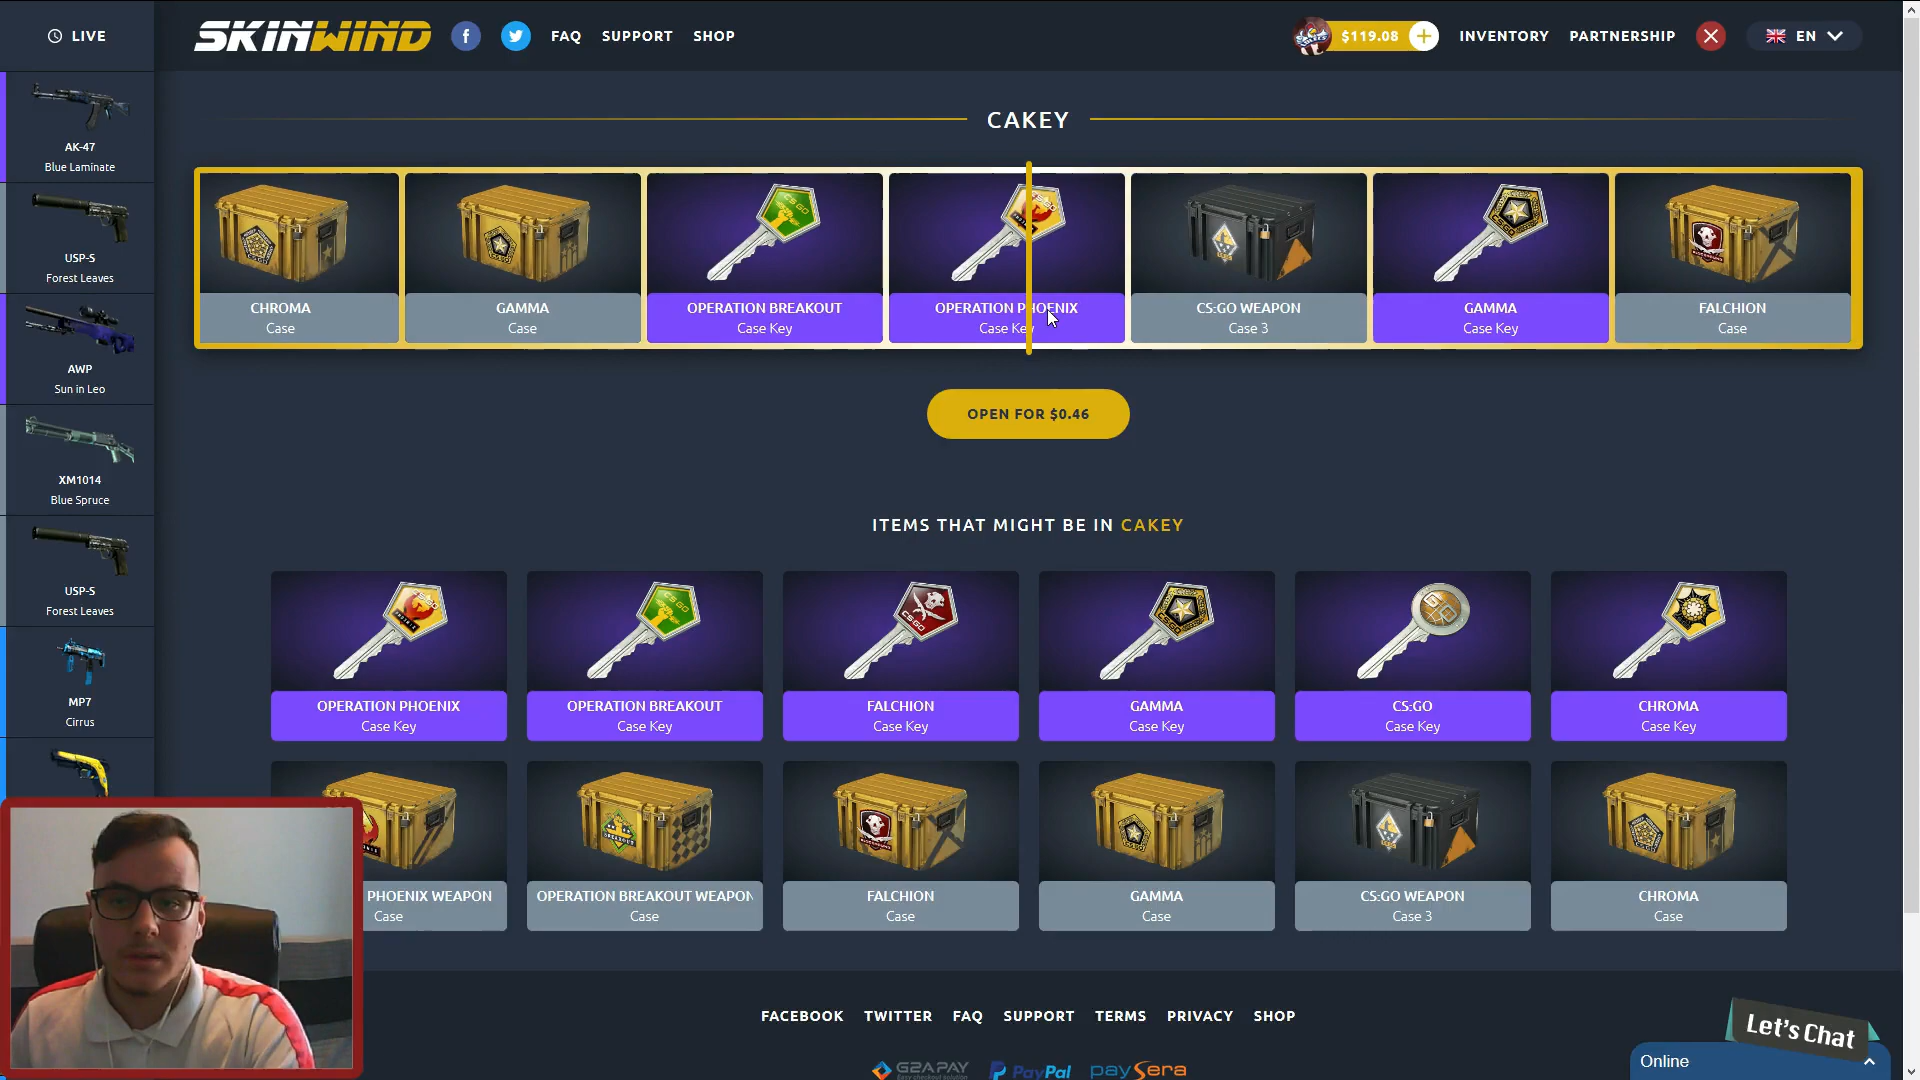 LIVE
SKINWIND
FAQ
SUPPORT
SHOP
$119.08
INVENTORY
PARTNERSHIP
EN
AK-47
Blue Laminate
USP-S
Forest Leaves
AWP
Sun in Leo
XM1014
Blue Spruce
USP-S
Forest Leaves
MP7
Cirrus
CAKEY
CHROMA
Case
GAMMA
Case
OPERATION BREAKOUT
Case Key
OPERATION PHOENIX
Case Key
CS:GO WEAPON
Case 3
GAMMA
Case Key
FALCHION
Case
OPEN FOR $0.46
ITEMS THAT MIGHT BE IN CAKEY
OPERATION PHOENIX
Case Key
OPERATION BREAKOUT
Case Key
FALCHION
Case Key
GAMMA
Case Key
CS:GO
Case Key
CHROMA
Case Key
PHOENIX WEAPON
Case
OPERATION BREAKOUT WEAPON
Case
FALCHION
Case
GAMMA
Case
CS:GO WEAPON
Case 3
CHROMA
Case
FACEBOOK
TWITTER
FAQ
SUPPORT
TERMS
PRIVACY
SHOP
G2APAY
PayPal
paysera
Let's Chat
Online